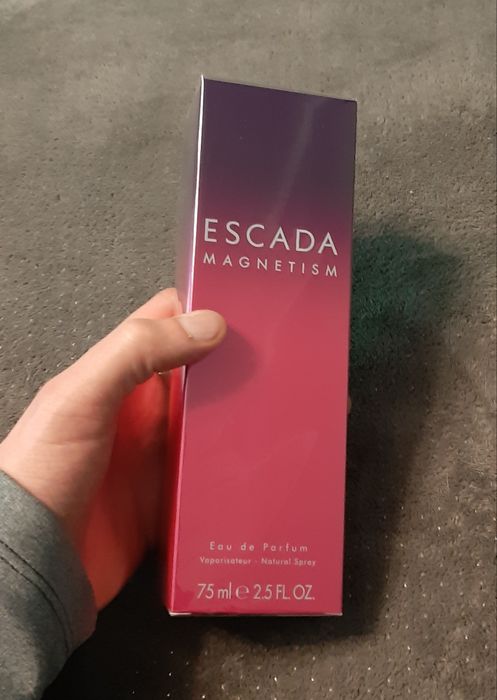 ESCADA
MAGNETISM
Eau de Parfum
Vaporisateur - Natural Spray
75 ml ℮ 2.5 FL. OZ.